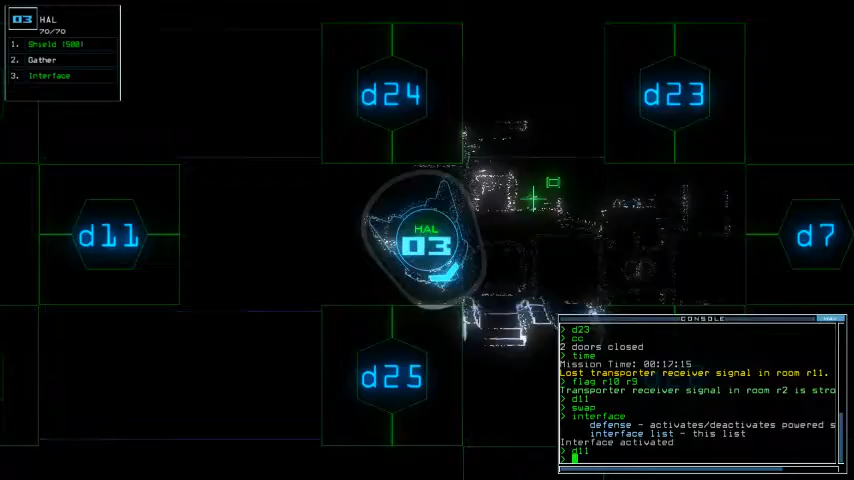 03 HAL
70/70
1. Shield (500)
2. Gather
3. Interface
d24
d23
d11
HAL
03
d7
d25
CONSOLE
> d23
> cc
2 doors closed
> time
Mission Time: 00:17:15
Lost transporter receiver signal in room r11.
> flag r10 r9
Transporter receiver signal in room r2 is stro
> d11
> swap
> interface
defense - activates/deactivates powered s
interface list - this list
Interface activated
> d11
>